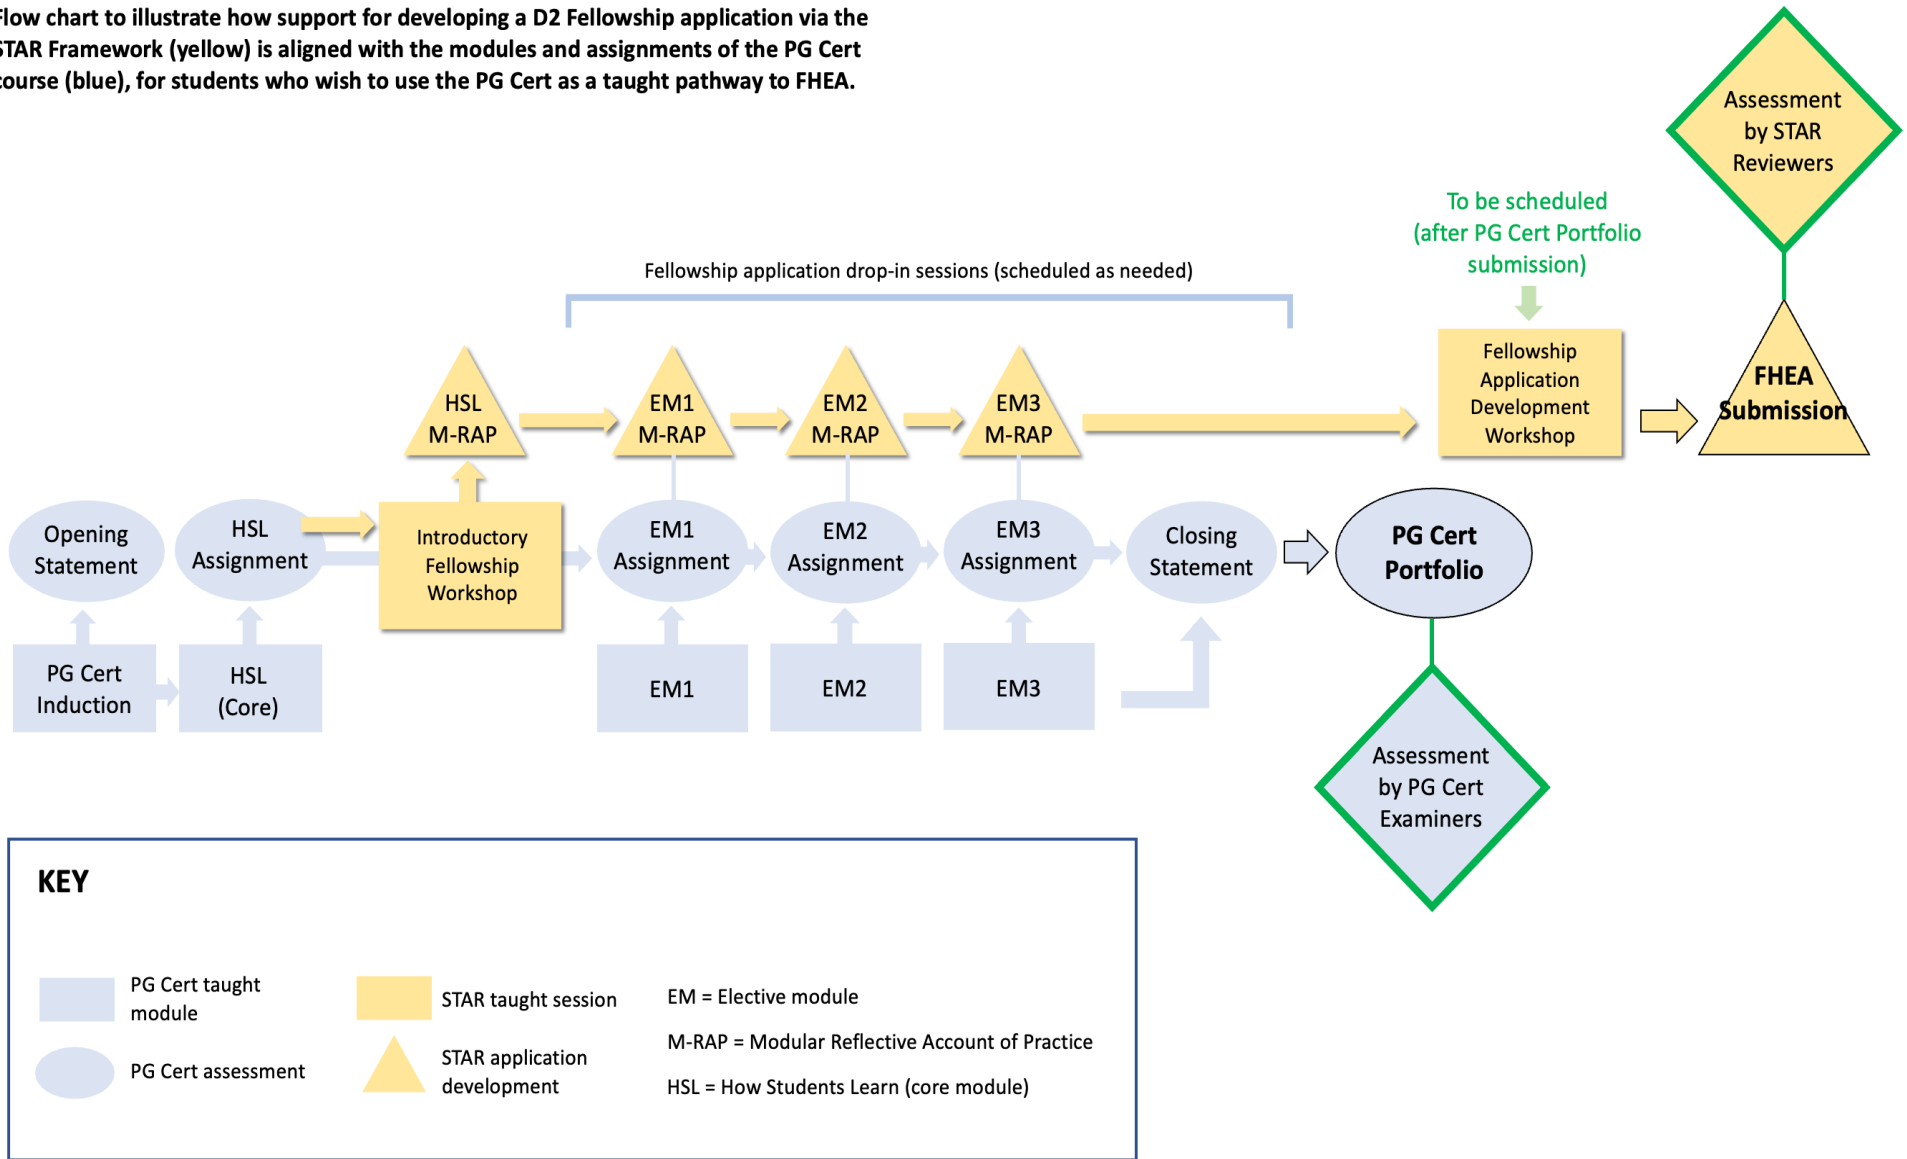 Flow chart to illustrate how support for developing a D2 Fellowship application via the
STAR Framework (yellow) is aligned with the modules and assignments of the PG Cert
course (blue), for students who wish to use the PG Cert as a taught pathway to FHEA.
Assessment
by STAR
Reviewers
To be scheduled
(after PG Cert Portfolio
submission)
Fellowship application drop-in sessions (scheduled as needed)
HSL
M-RAP
EM1
M-RAP
EM2
M-RAP
EM3
M-RAP
Fellowship
Application
Development
Workshop
FHEA
Submission
Opening
Statement
HSL
Assignment
Introductory
Fellowship
Workshop
EM1
Assignment
EM2
Assignment
EM3
Assignment
Closing
Statement
PG Cert
Portfolio
PG Cert
Induction
HSL
(Core)
EM1
EM2
EM3
Assessment
by PG Cert
Examiners
KEY
PG Cert taught
module
PG Cert assessment
STAR taught session
STAR application
development
EM = Elective module
M-RAP = Modular Reflective Account of Practice
HSL = How Students Learn (core module)